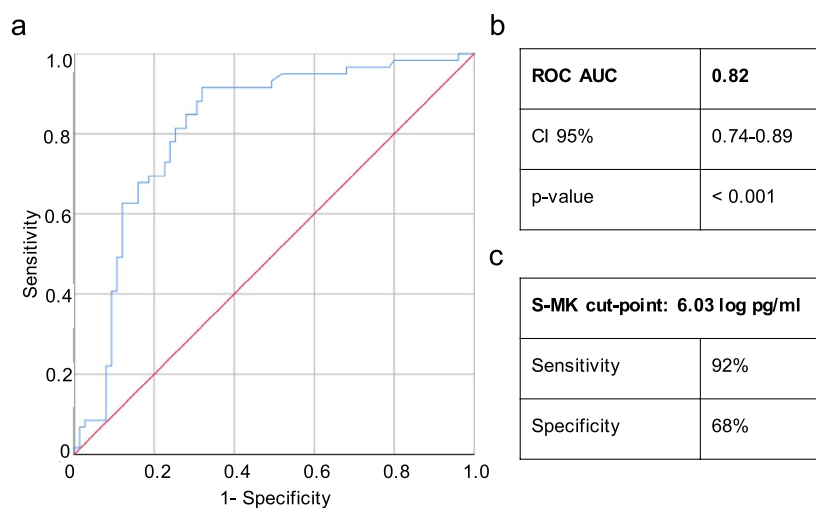 a
1.0
0.8
0.6
0.4
0.2
0
Sensitivity
0 0.2 0.4 0.6 0.8 1.0
1- Specificity
b
ROC AUC 0.82
CI 95% 0.74-0.89
p-value < 0.001
c
S-MK cut-point: 6.03 log pg/ml
Sensitivity 92%
Specificity 68%